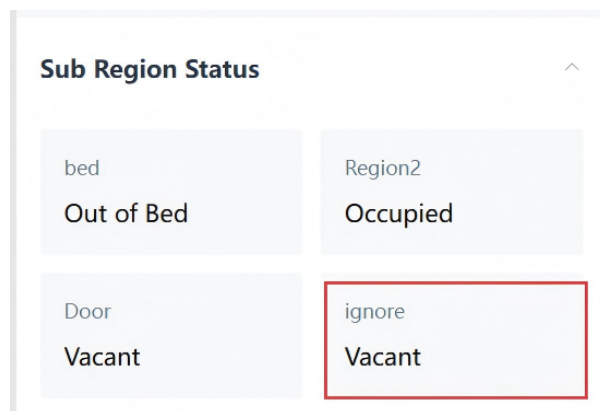 Sub Region Status
bed
Out of Bed
Region2
Occupied
Door
Vacant
ignore
Vacant